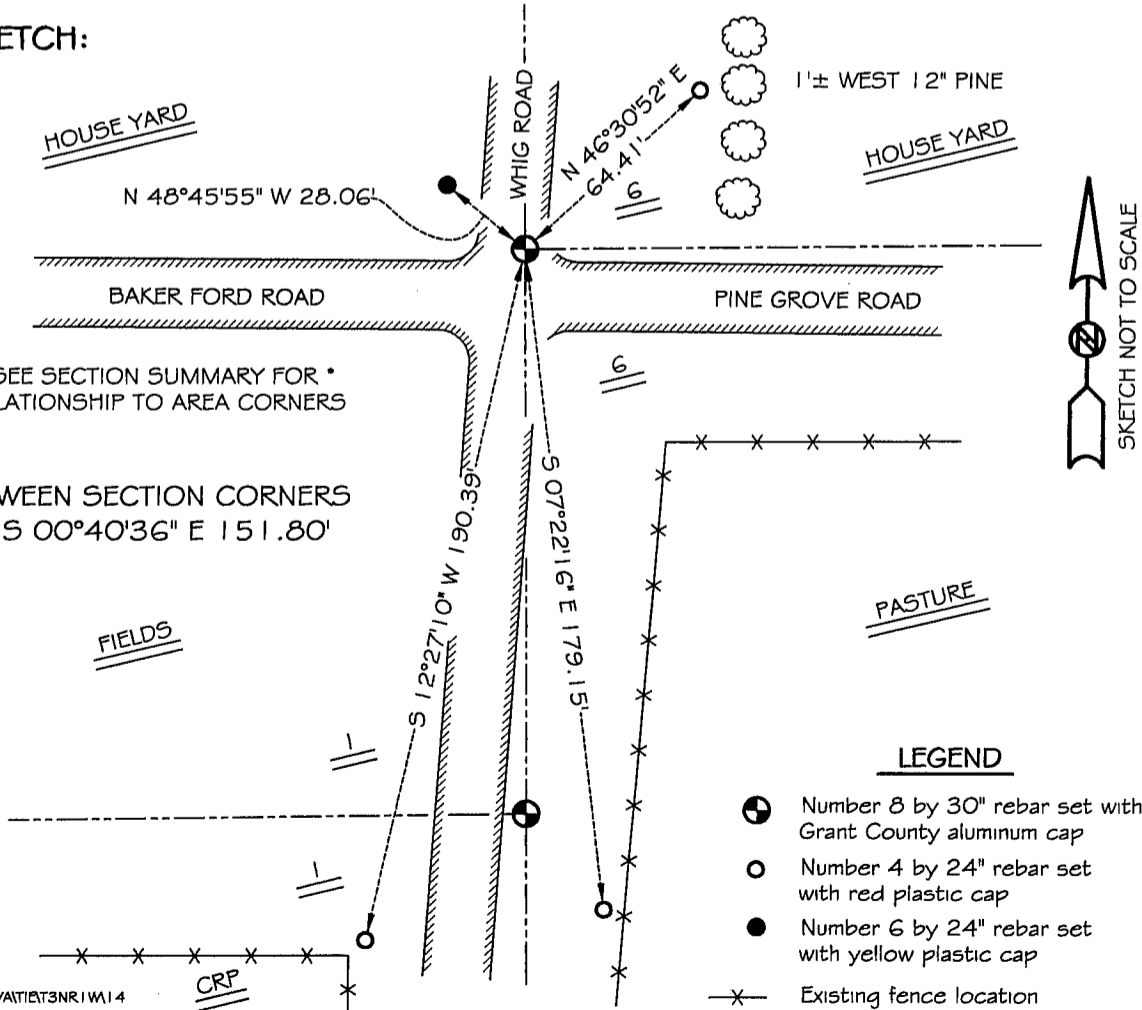 ETCH:
HOUSE YARD
WHIG ROAD
N 46°30'52" E
64.41'
1'± WEST 12" PINE
HOUSE YARD
N 48°45'55" W 28.06'
6
BAKER FORD ROAD
PINE GROVE ROAD
SKETCH NOT TO SCALE
N
SEE SECTION SUMMARY FOR *
LATIONSHIP TO AREA CORNERS
6
WEEN SECTION CORNERS
S 00°40'36" E 151.80'
S 12°27'10" W 190.39'
S 07°22'16" E 179.15'
FIELDS
PASTURE
1
1
CRP
LEGEND
Number 8 by 30" rebar set with
Grant County aluminum cap
Number 4 by 24" rebar set
with red plastic cap
Number 6 by 24" rebar set
with yellow plastic cap
Existing fence location